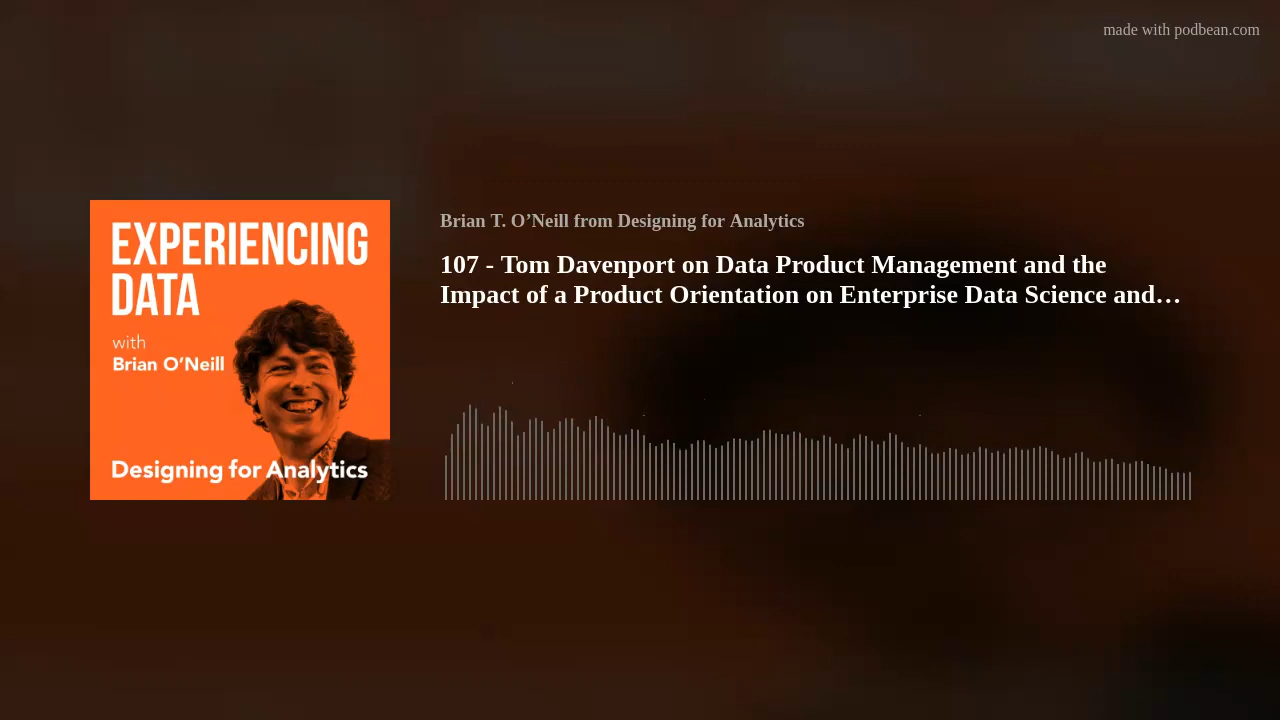 made with podbean.com
EXPERIENCING
DATA
with
Brian O’Neill
Designing for Analytics
Brian T. O’Neill from Designing for Analytics
107 - Tom Davenport on Data Product Management and the
Impact of a Product Orientation on Enterprise Data Science and…